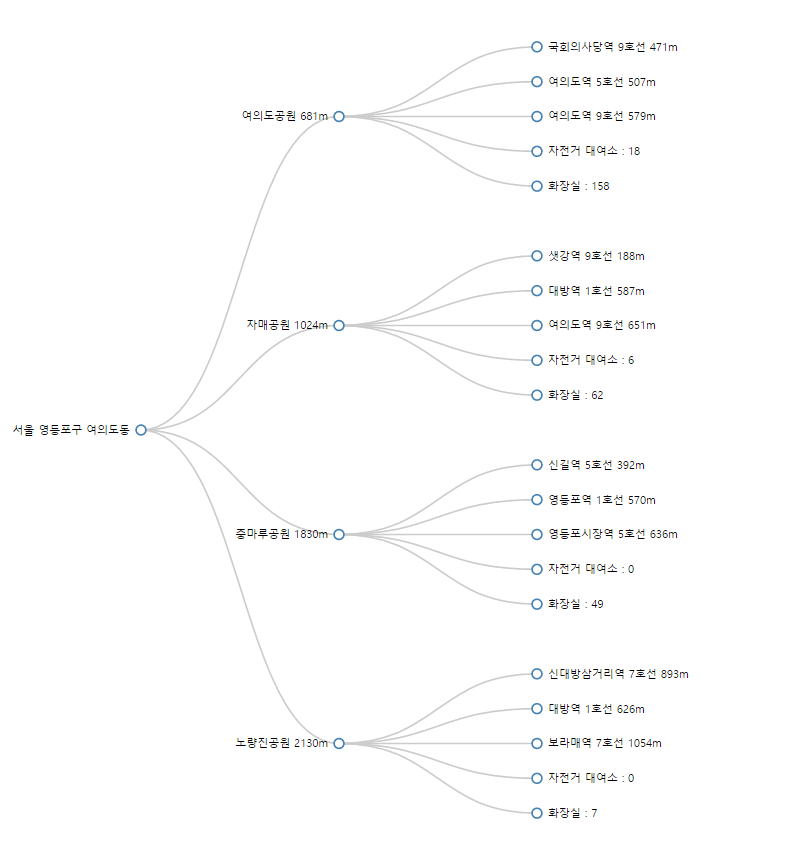 서울 영등포구 여의도동
여의도공원 681m
국회의사당역 9호선 471m
여의도역 5호선 507m
여의도역 9호선 579m
자전거 대여소 : 18
화장실 : 158
자매공원 1024m
샛강역 9호선 188m
대방역 1호선 587m
여의도역 9호선 651m
자전거 대여소 : 6
화장실 : 62
중마루공원 1830m
신길역 5호선 392m
영등포역 1호선 570m
영등포시장역 5호선 636m
자전거 대여소 : 0
화장실 : 49
노량진공원 2130m
신대방삼거리역 7호선 893m
대방역 1호선 626m
보라매역 7호선 1054m
자전거 대여소 : 0
화장실 : 7